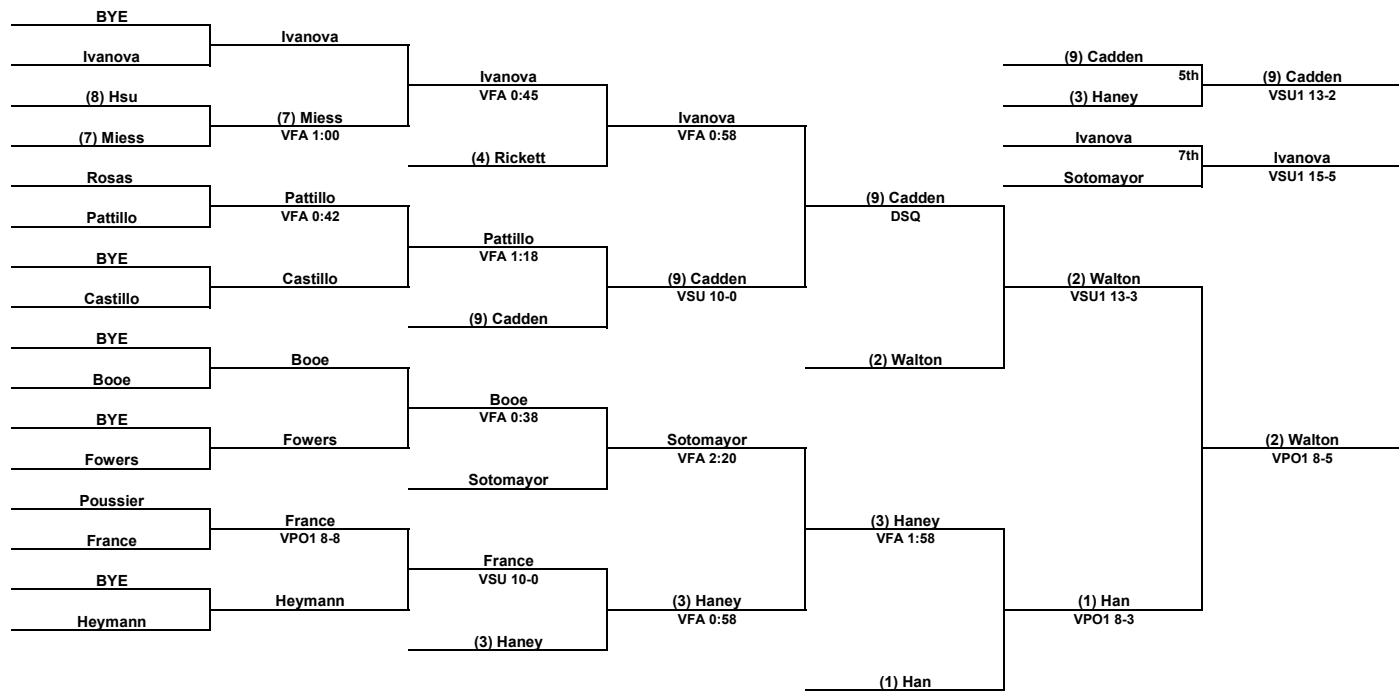 BYE
Ivanova
(8) Hsu
(7) Miess
Rosas
Pattillo
BYE
Castillo
BYE
Booe
BYE
Fowers
Poussier
France
BYE
Heymann
Ivanova
(7) Miess
VFA 1:00
Pattillo
VFA 0:42
Castillo
Booe
Fowers
France
VPO1 8-8
Heymann
Ivanova
VFA 0:45
(4) Rickett
Pattillo
VFA 1:18
(9) Cadden
Booe
VFA 0:38
Sotomayor
France
VSU 10-0
(3) Haney
Ivanova
VFA 0:58
(9) Cadden
VSU 10-0
Sotomayor
VFA 2:20
(3) Haney
VFA 0:58
(9) Cadden
DSQ
(2) Walton
(3) Haney
VFA 1:58
(1) Han
(2) Walton
VSU1 13-3
(1) Han
VPO1 8-3
(2) Walton
VPO1 8-5
(9) Cadden
5th
(3) Haney
(9) Cadden
VSU1 13-2
Ivanova
7th
Sotomayor
Ivanova
VSU1 15-5